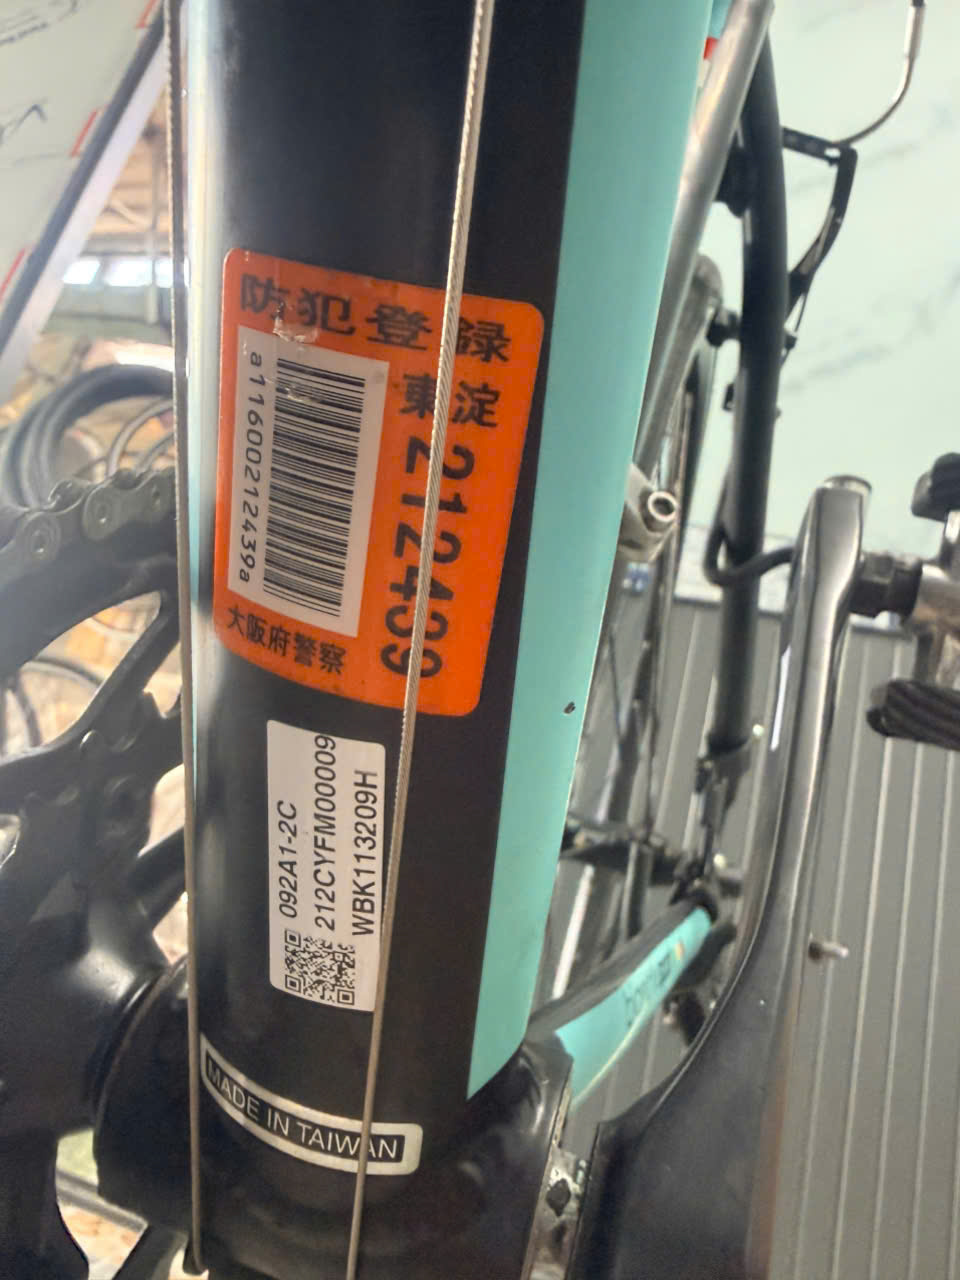 防犯登録
東淀
212439
a11600212439a
大阪府警察
092A1-2C
212CYFM00009
WBK113209H
MADE IN TAIWAN